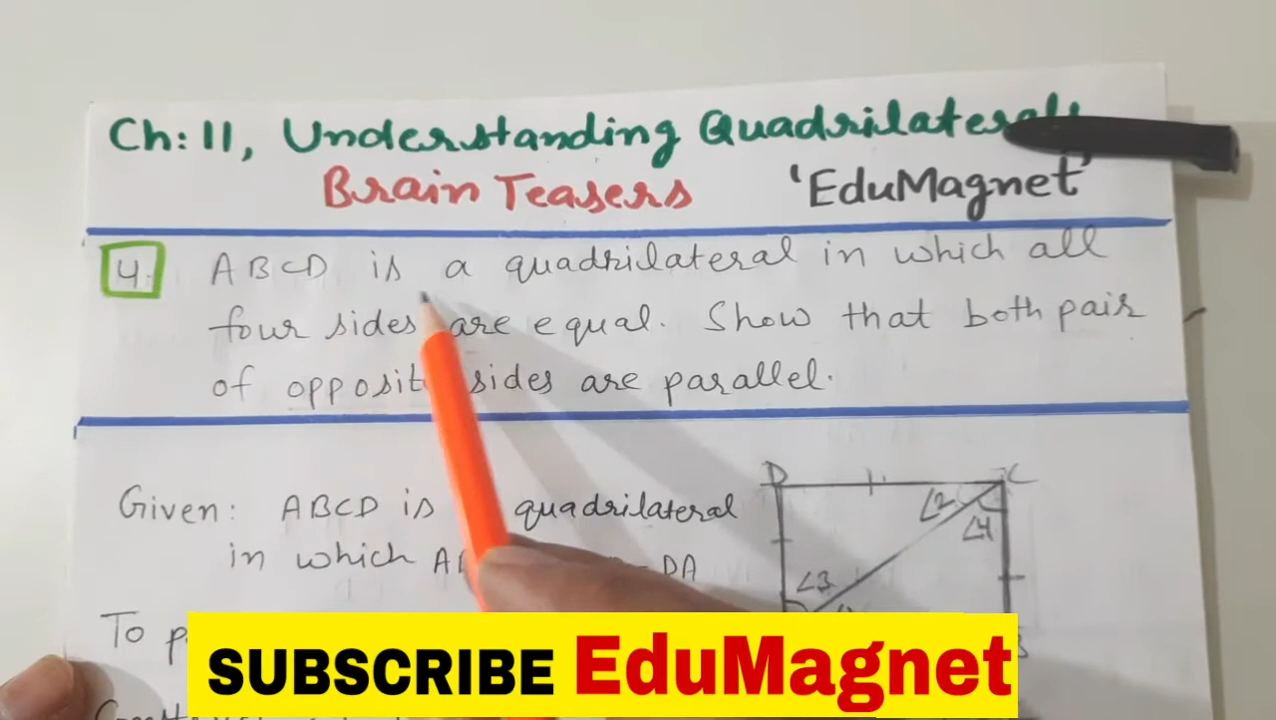 Ch: 11, Understanding Quadrilaterals
Brain Teasers 'EduMagnet'
4. ABCD is a quadrilateral in which all
four sides are equal. Show that both pair
of opposite sides are parallel.
Given: ABCD is quadrilateral
in which DA
D C
∠2
∠4
∠3
To
SUBSCRIBE EduMagnet